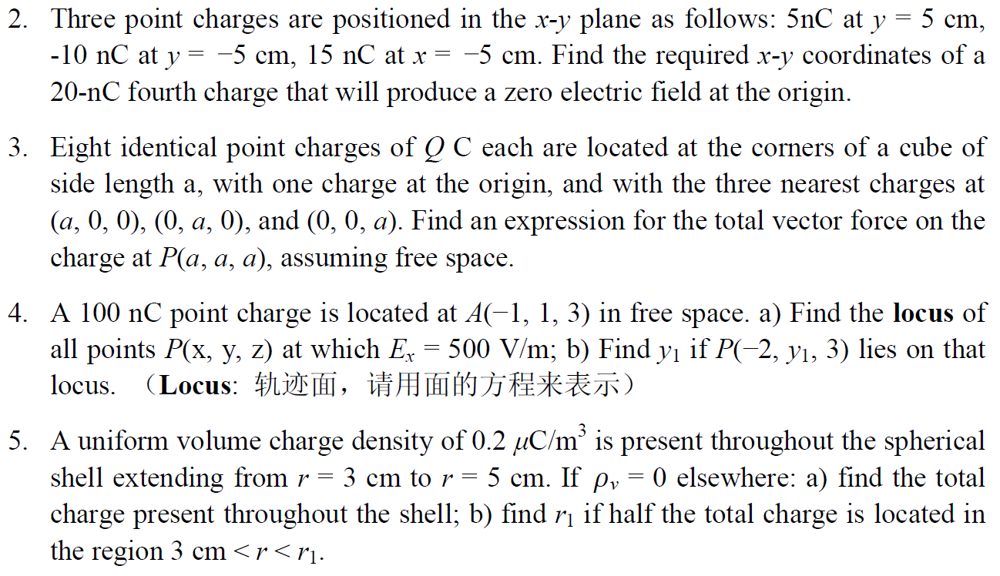 2. Three point charges are positioned in the x-y plane as follows: 5nC at y = 5 cm,
-10 nC at y = −5 cm, 15 nC at x = −5 cm. Find the required x-y coordinates of a
20-nC fourth charge that will produce a zero electric field at the origin.
3. Eight identical point charges of Q C each are located at the corners of a cube of
side length a, with one charge at the origin, and with the three nearest charges at
(a, 0, 0), (0, a, 0), and (0, 0, a). Find an expression for the total vector force on the
charge at P(a, a, a), assuming free space.
4. A 100 nC point charge is located at A(−1, 1, 3) in free space. a) Find the locus of
all points P(x, y, z) at which Eₓ = 500 V/m; b) Find y₁ if P(−2, y₁, 3) lies on that
locus. （Locus: 轨迹面，请用面的方程来表示）
5. A uniform volume charge density of 0.2 μC/m³ is present throughout the spherical
shell extending from r = 3 cm to r = 5 cm. If ρᵥ = 0 elsewhere: a) find the total
charge present throughout the shell; b) find r₁ if half the total charge is located in
the region 3 cm < r < r₁.